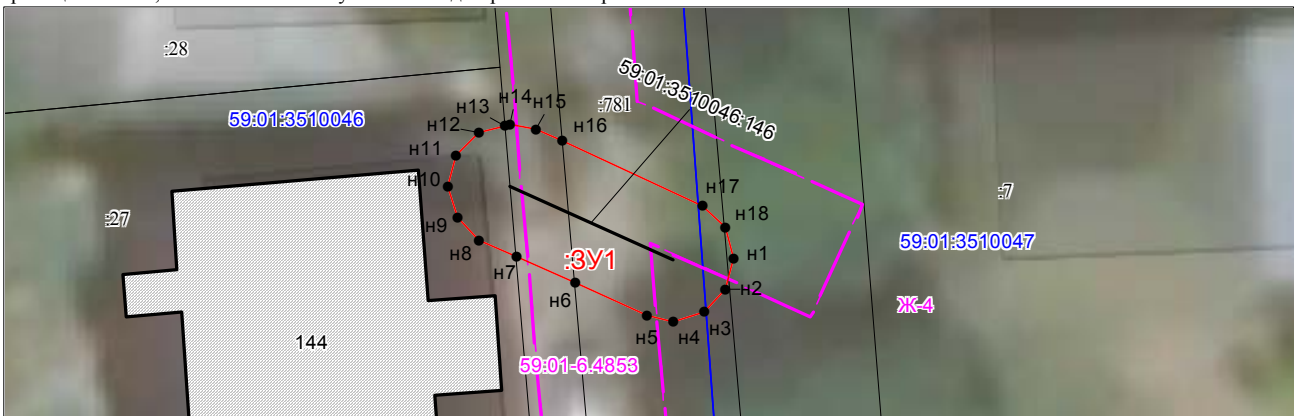 :28
59:01:3510046
:27
144
н13
н14
н12
н15
н16
н11
н10
н9
н8
н7
н6
н5
н4
н3
н2
н1
н18
н17
:781
59:01:3510046:146
:ЗУ1
59:01-6.4853
:7
59:01:3510047
Ж-4